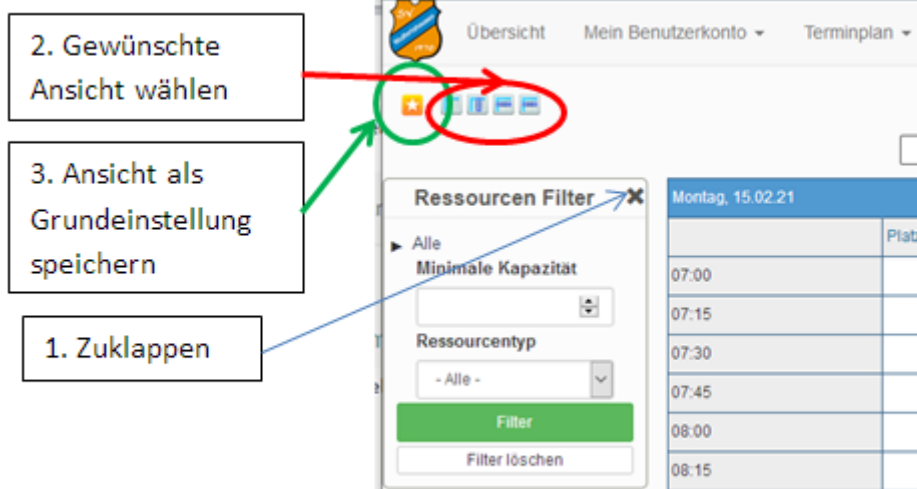 2. Gewünschte
Ansicht wählen
3. Ansicht als
Grundeinstellung
speichern
1. Zuklappen
SV
Übersicht
Mein Benutzerkonto
Terminplan
Ressourcen Filter
Alle
Minimale Kapazität
Ressourcentyp
- Alle -
Filter
Filter löschen
Montag, 15.02.21
Platz
07:00
07:15
07:30
07:45
08:00
08:15